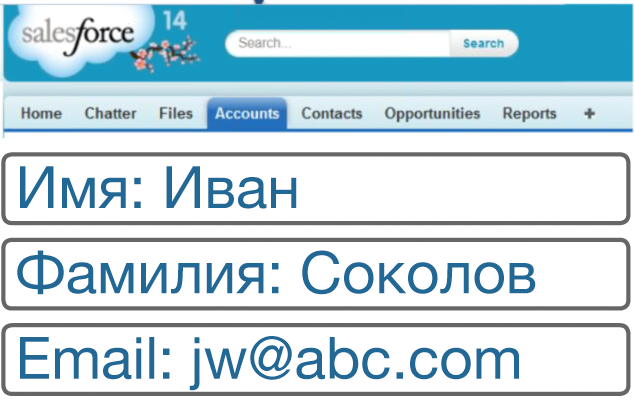 salesforce 14
Search... Search
Home Chatter Files Accounts Contacts Opportunities Reports +
Имя: Иван
Фамилия: Соколов
Email: jw@abc.com